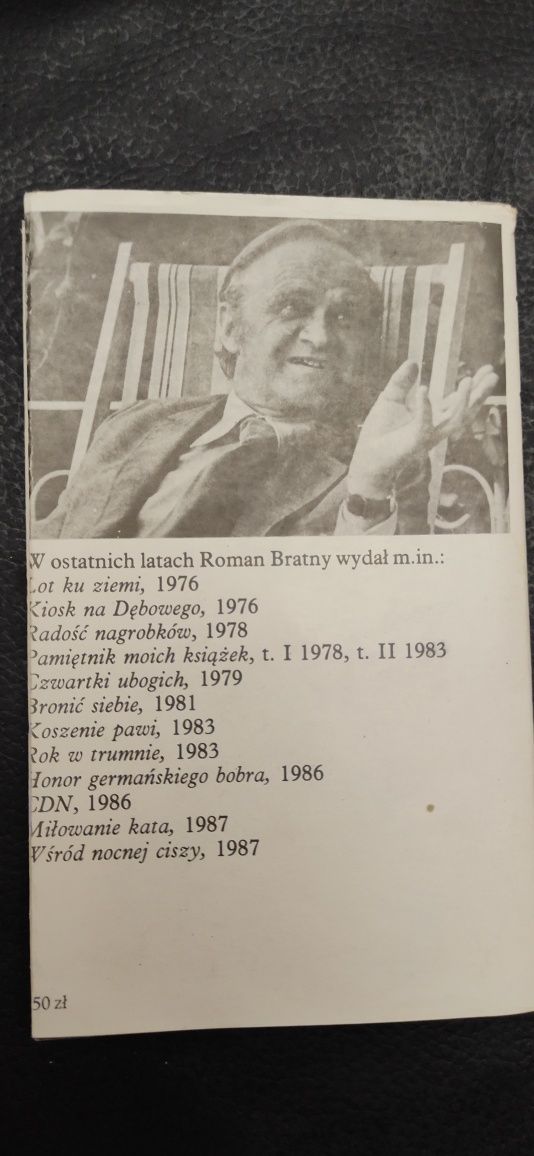 W ostatnich latach Roman Bratny wydał m.in.:
Lot ku ziemi, 1976
Kiosk na Dębowego, 1976
Radość nagrobków, 1978
Pamiętnik moich książek, t. I 1978, t. II 1983
Czwartki ubogich, 1979
Bronić siebie, 1981
Koszenie pawi, 1983
Rok w trumnie, 1983
Honor germańskiego bobra, 1986
CDN, 1986
Miłowanie kata, 1987
Wśród nocnej ciszy, 1987
50 zł